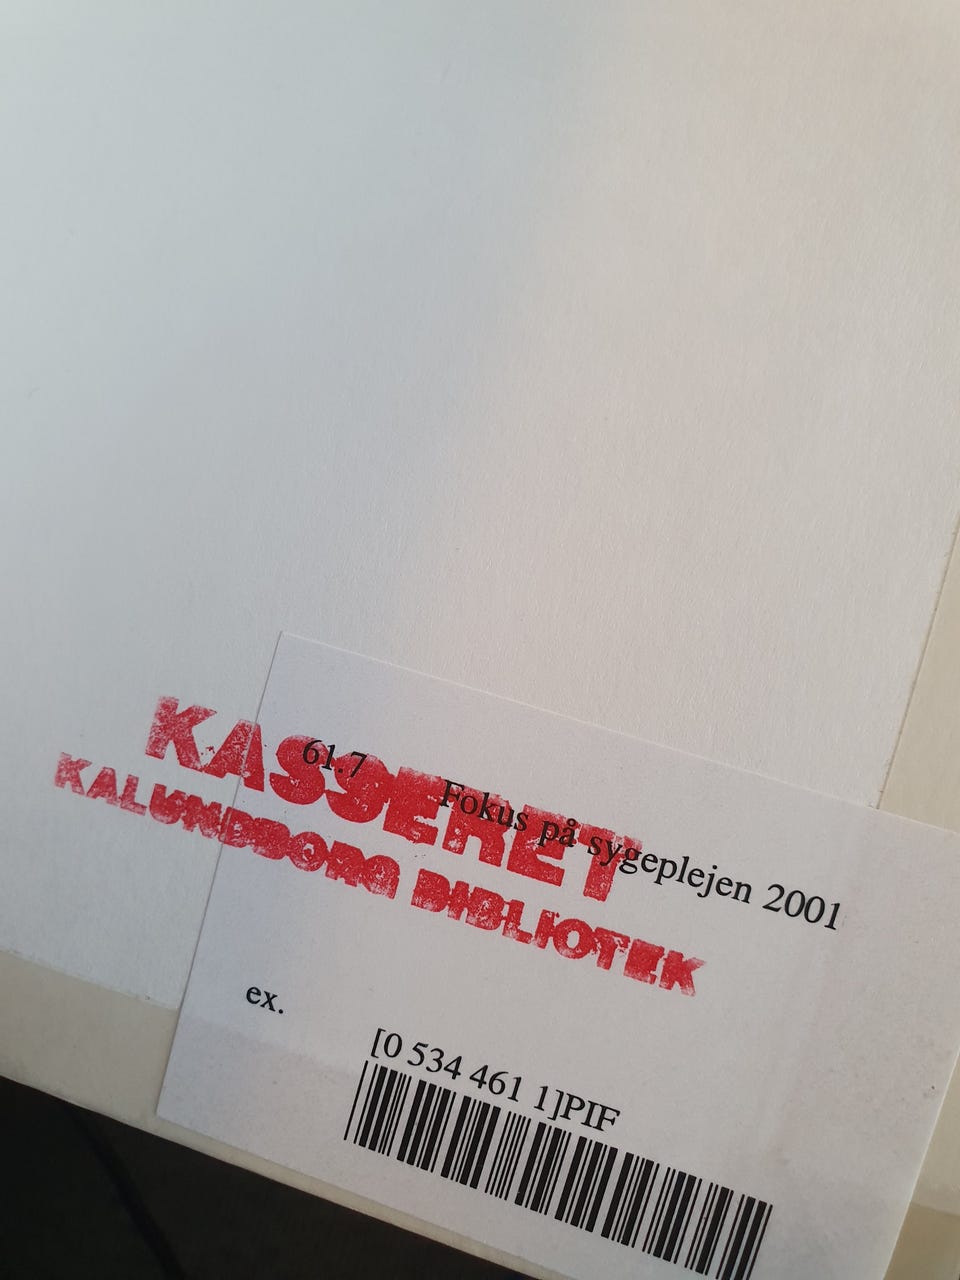 KASSERET
KALUNDBORG BIBLIOTEK
61.7 Fokus på sygeplejen 2001
ex.
[0 534 461 1]PIF